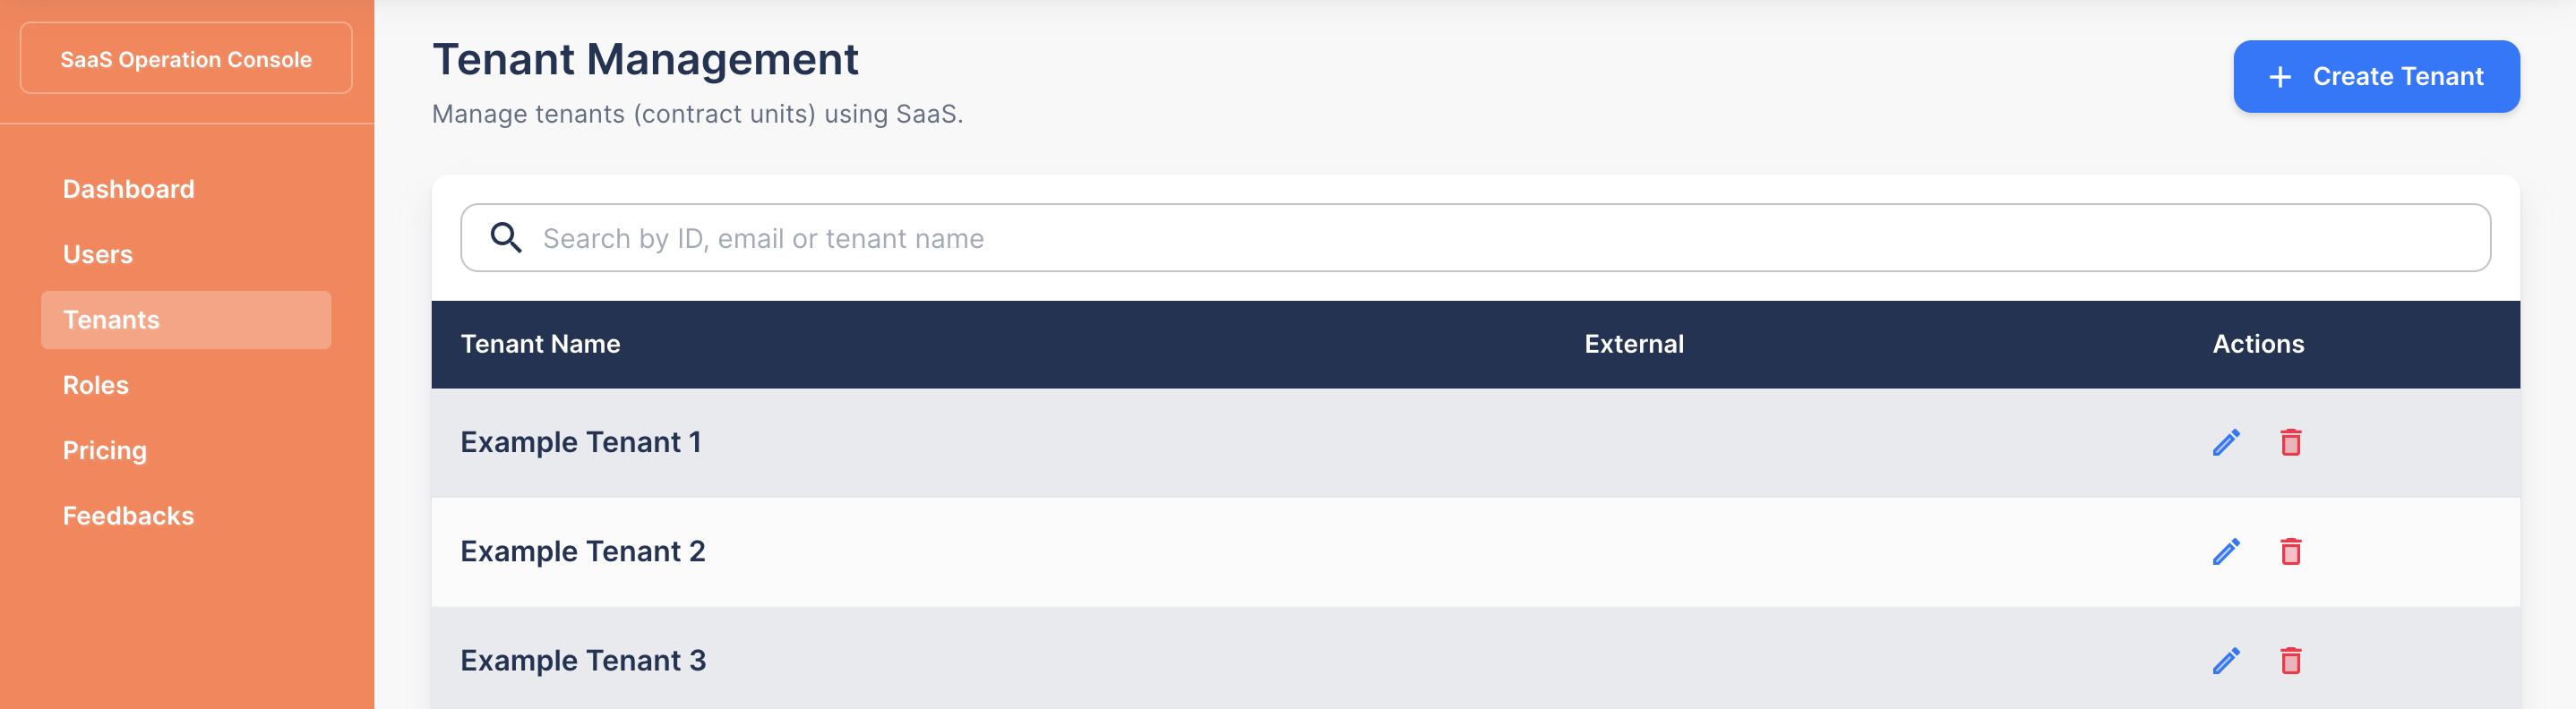 SaaS Operation Console
Dashboard
Users
Tenants
Roles
Pricing
Feedbacks
Tenant Management
Manage tenants (contract units) using SaaS.
+ Create Tenant
Search by ID, email or tenant name
Tenant Name External Actions
Example Tenant 1
Example Tenant 2
Example Tenant 3